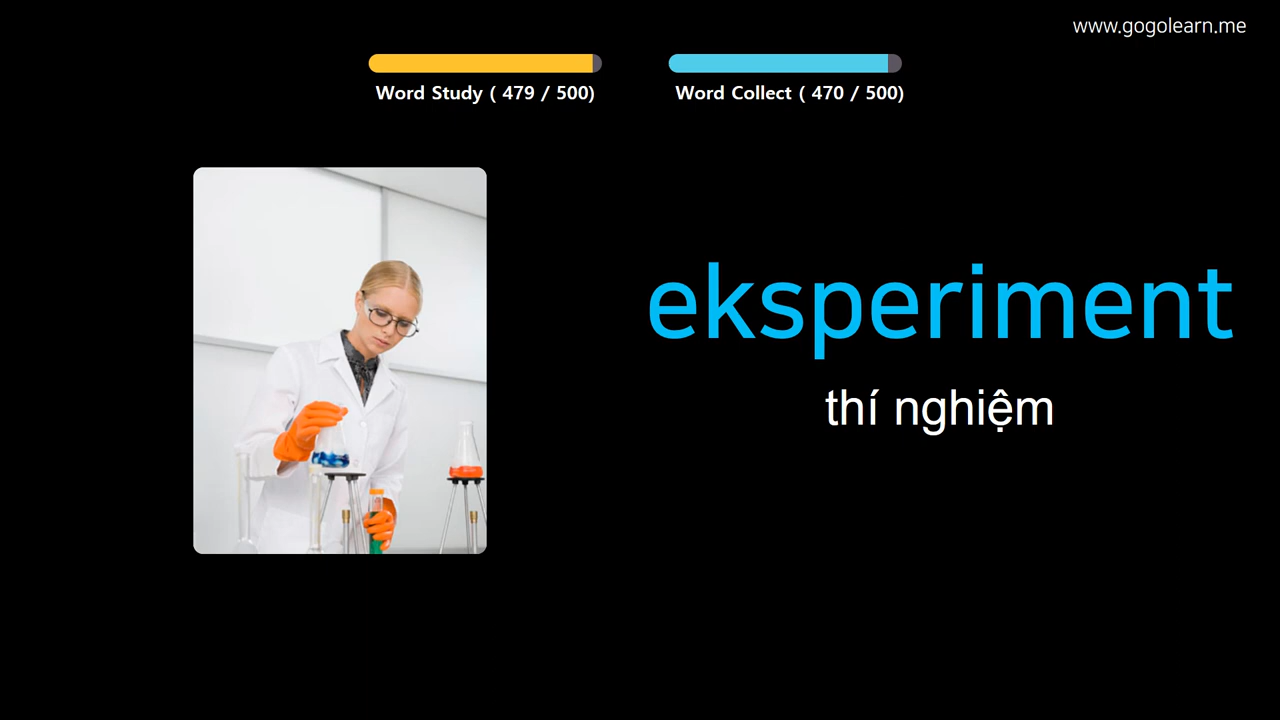 www.gogolearn.me
Word Study ( 479 / 500)
Word Collect ( 470 / 500)
eksperiment
thí nghiệm